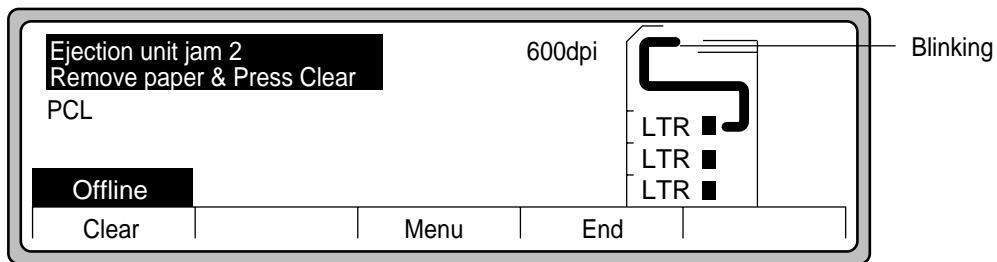 Ejection unit jam 2
Remove paper & Press Clear
600dpi
Blinking
PCL
LTR
LTR
LTR
Offline
Clear Menu End